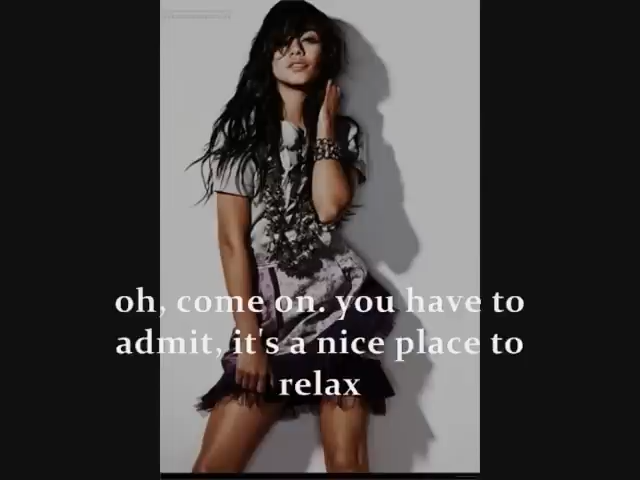 oh, come on. you have to
admit, it's a nice place to
relax